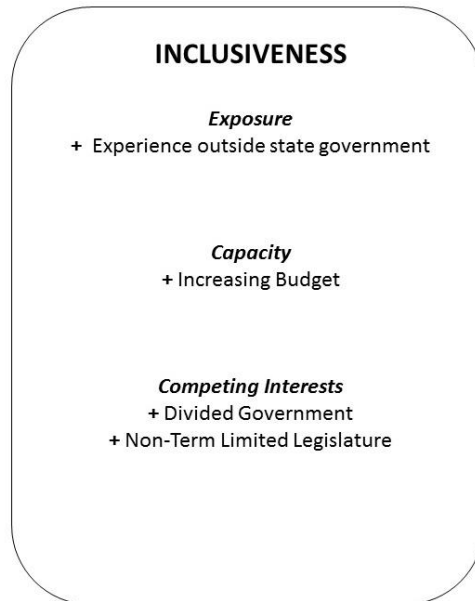 INCLUSIVENESS
Exposure
+ Experience outside state government
Capacity
+ Increasing Budget
Competing Interests
+ Divided Government
+ Non-Term Limited Legislature